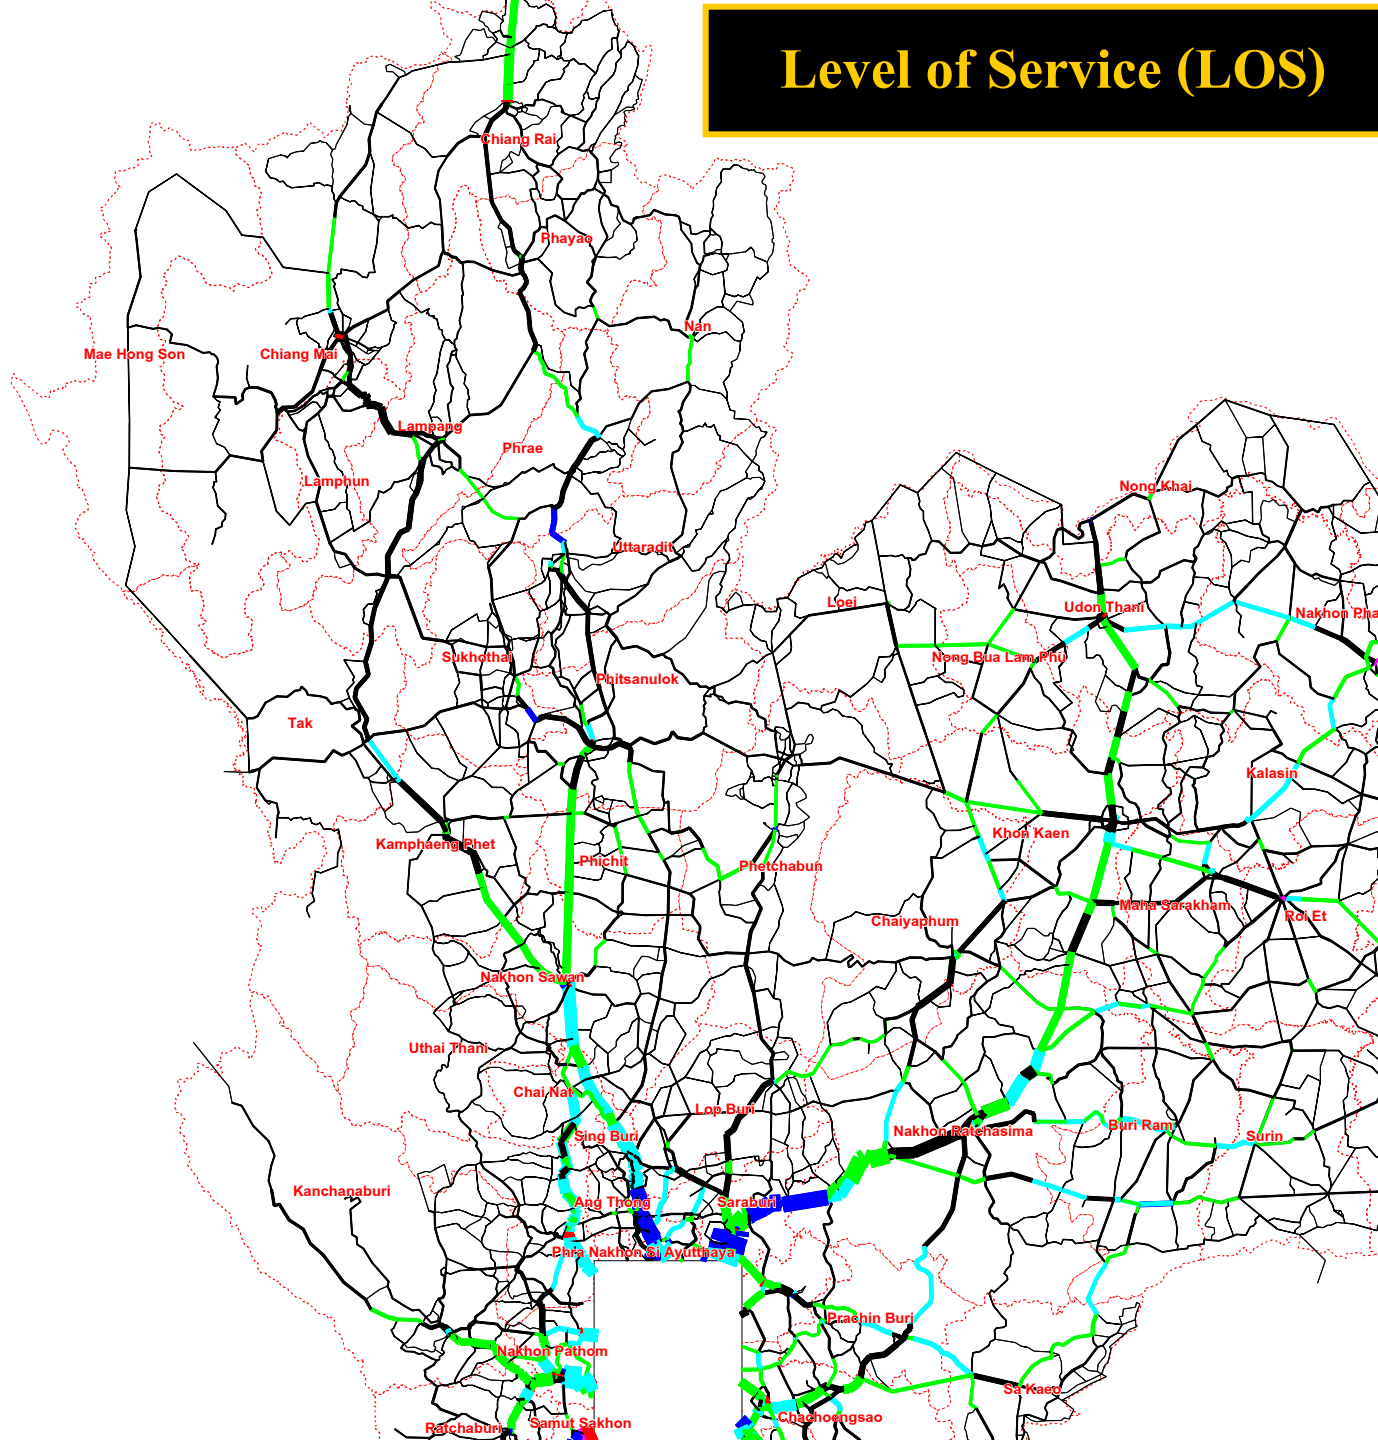 Level of Service (LOS)
Chiang Rai
Phayao
Nan
Mae Hong Son
Chiang Mai
Lampang
Phrae
Lamphun
Nong Khai
Uttaradit
Loei
Udon Thani
Nakhon Pha
Sukhothai
Nong Bua Lam Phu
Phitsanulok
Tak
Kalasin
Khon Kaen
Kamphaeng Phet
Phichit
Phetchabun
Maha Sarakham
Roi Et
Chaiyaphum
Nakhon Sawan
Uthai Thani
Chai Nat
Lop Buri
Sing Buri
Nakhon Ratchasima
Buri Ram
Surin
Kanchanaburi
Ang Thong
Saraburi
Phra Nakhon Si Ayutthaya
Prachin Buri
Nakhon Pathom
Sa Kaeo
Chachoengsao
Ratchaburi
Samut Sakhon